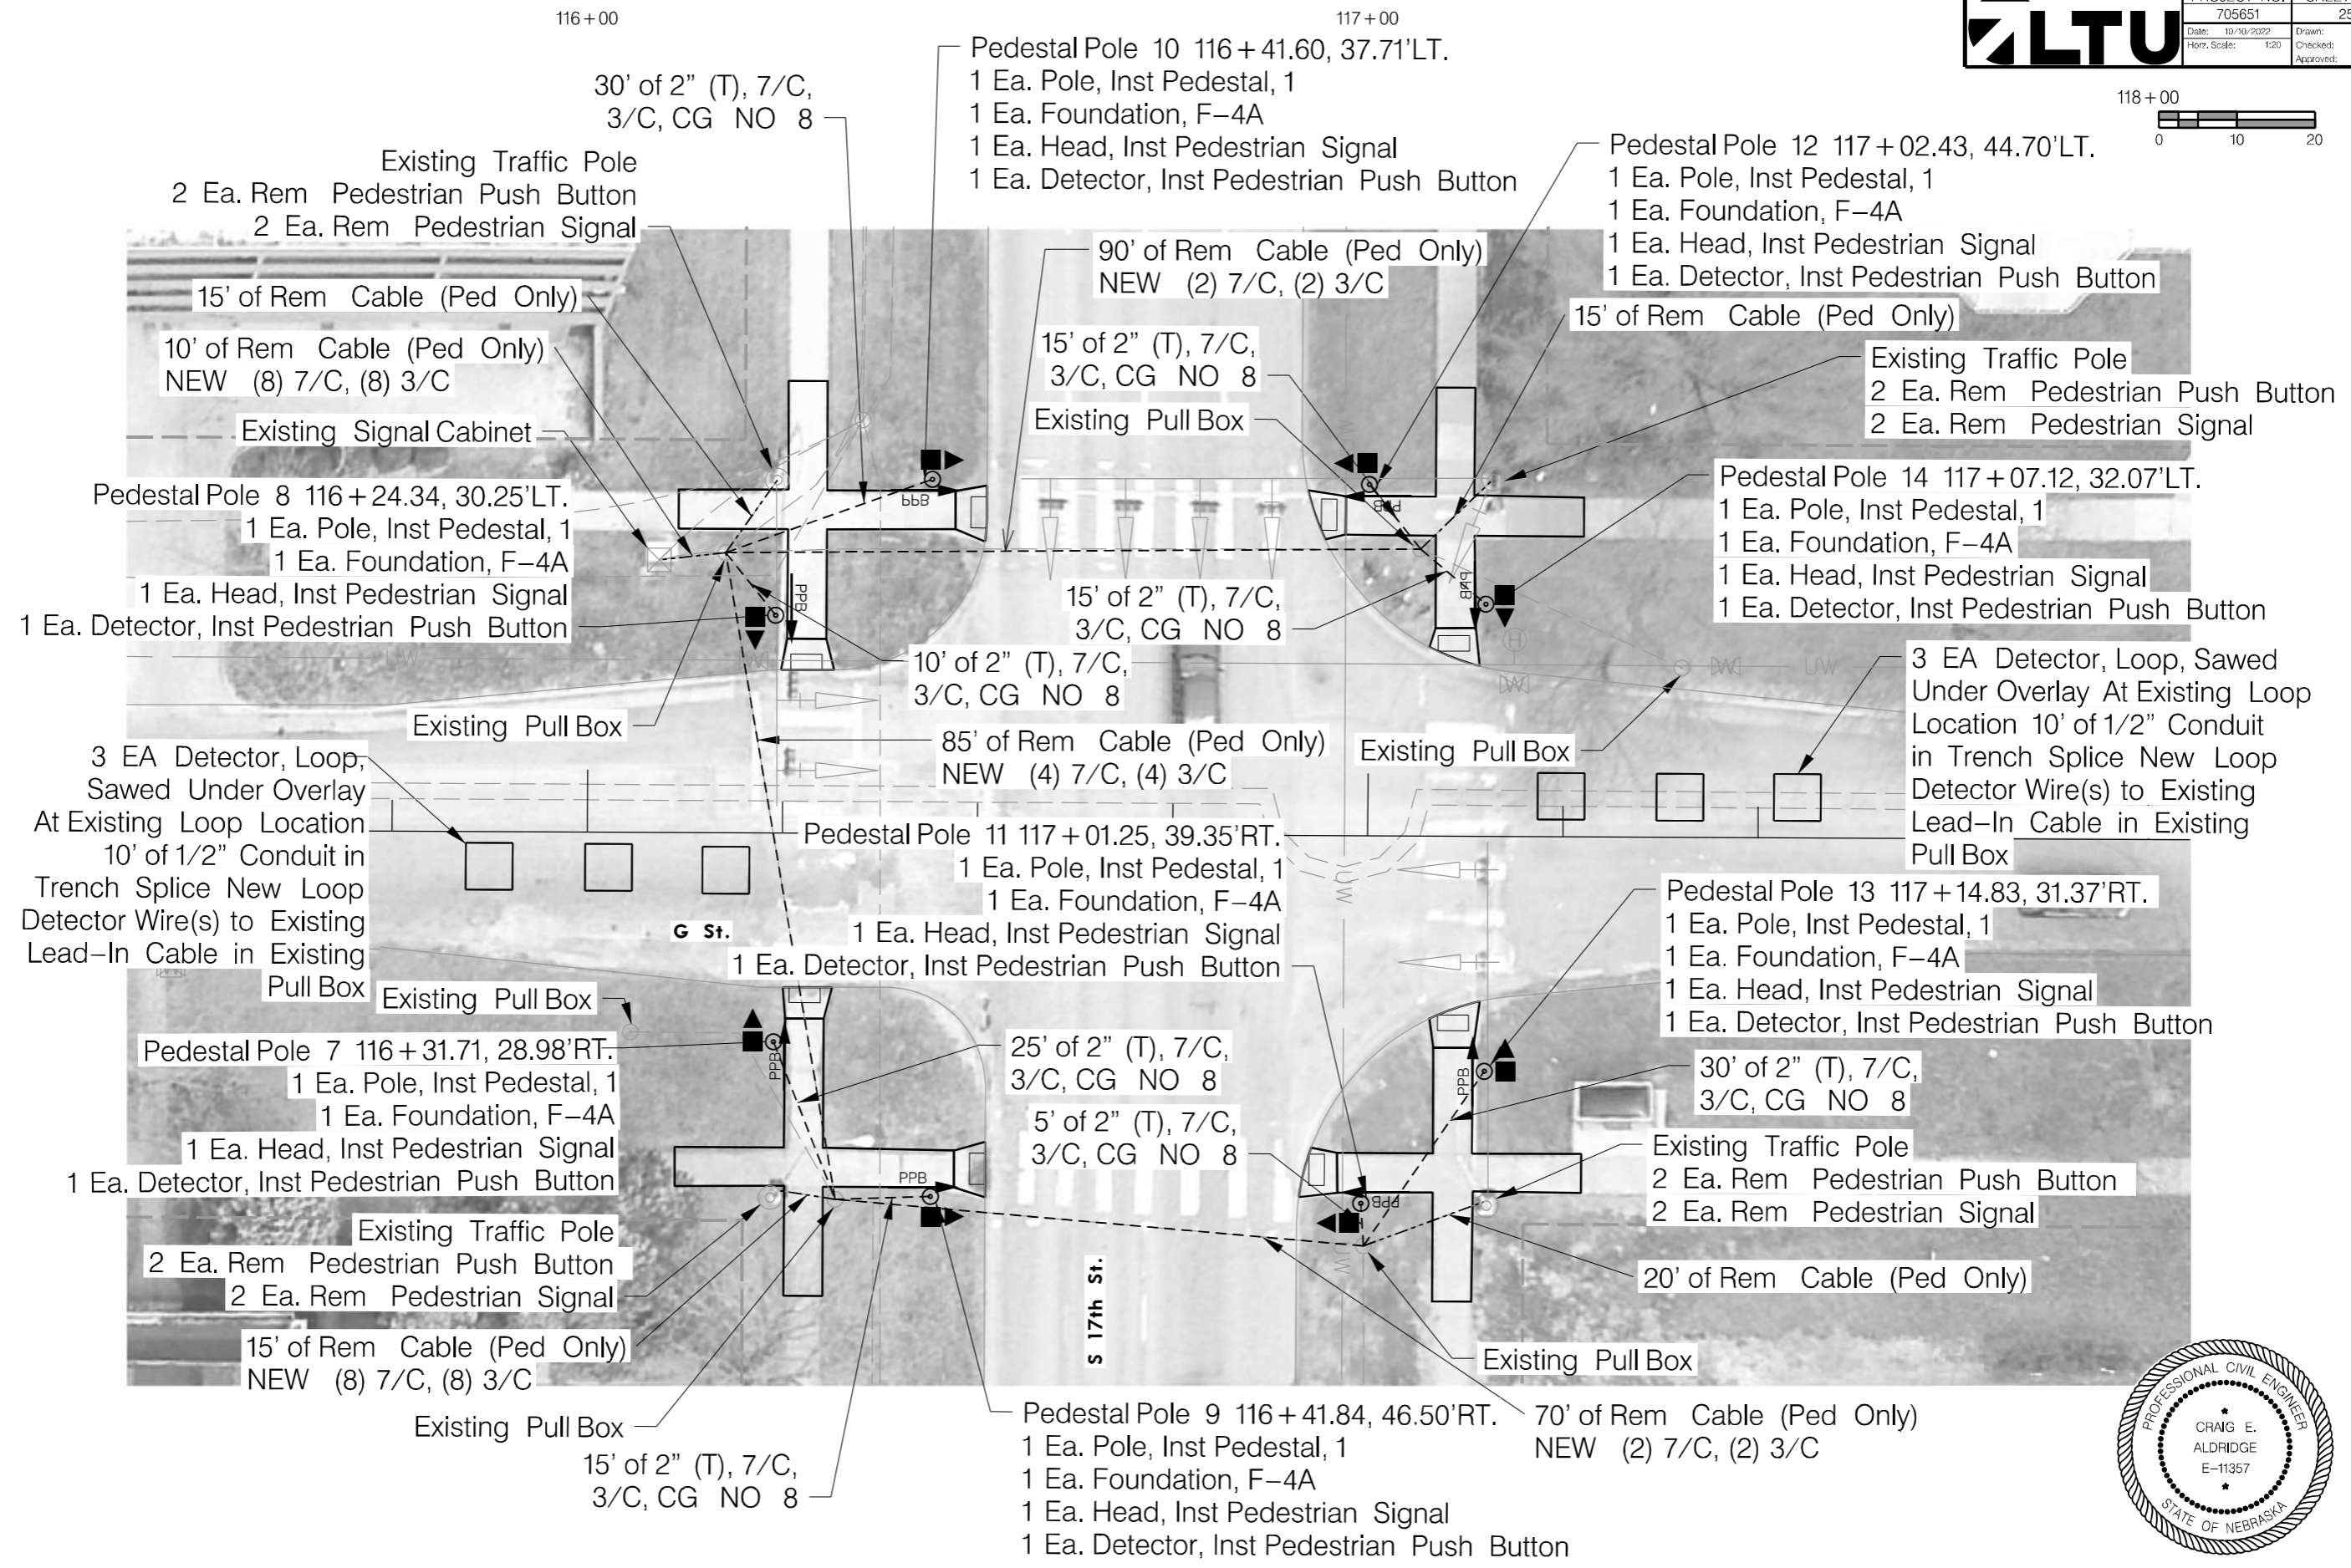 116+00
117+00
118+00
LTU
PROJECT NO.
705651
25
Date: 10/10/2022
Horz. Scale: 1:20
Drawn:
Checked:
Approved:
0 10 20
30' of 2" (T), 7/C,
3/C, CG NO 8
Pedestal Pole 10 116+41.60, 37.71'LT.
1 Ea. Pole, Inst Pedestal, 1
1 Ea. Foundation, F-4A
1 Ea. Head, Inst Pedestrian Signal
1 Ea. Detector, Inst Pedestrian Push Button
Pedestal Pole 12 117+02.43, 44.70'LT.
1 Ea. Pole, Inst Pedestal, 1
1 Ea. Foundation, F-4A
1 Ea. Head, Inst Pedestrian Signal
1 Ea. Detector, Inst Pedestrian Push Button
Existing Traffic Pole
2 Ea. Rem Pedestrian Push Button
2 Ea. Rem Pedestrian Signal
90' of Rem Cable (Ped Only)
NEW (2) 7/C, (2) 3/C
15' of Rem Cable (Ped Only)
15' of Rem Cable (Ped Only)
10' of Rem Cable (Ped Only)
NEW (8) 7/C, (8) 3/C
15' of 2" (T), 7/C,
3/C, CG NO 8
Existing Traffic Pole
2 Ea. Rem Pedestrian Push Button
2 Ea. Rem Pedestrian Signal
Existing Signal Cabinet
Existing Pull Box
Pedestal Pole 8 116+24.34, 30.25'LT.
1 Ea. Pole, Inst Pedestal, 1
1 Ea. Foundation, F-4A
1 Ea. Head, Inst Pedestrian Signal
1 Ea. Detector, Inst Pedestrian Push Button
Pedestal Pole 14 117+07.12, 32.07'LT.
1 Ea. Pole, Inst Pedestal, 1
1 Ea. Foundation, F-4A
1 Ea. Head, Inst Pedestrian Signal
1 Ea. Detector, Inst Pedestrian Push Button
PPB
PPB
PPB
PPB
H
15' of 2" (T), 7/C,
3/C, CG NO 8
10' of 2" (T), 7/C,
3/C, CG NO 8
UW
W
W
UW
Existing Pull Box
85' of Rem Cable (Ped Only)
NEW (4) 7/C, (4) 3/C
Existing Pull Box
3 EA Detector, Loop, Sawed
Under Overlay At Existing Loop
Location 10' of 1/2" Conduit
in Trench Splice New Loop
Detector Wire(s) to Existing
Lead-In Cable in Existing
Pull Box
3 EA Detector, Loop,
Sawed Under Overlay
At Existing Loop Location
10' of 1/2" Conduit in
Trench Splice New Loop
Detector Wire(s) to Existing
Lead-In Cable in Existing
Pull Box
Pedestal Pole 11 117+01.25, 39.35'RT.
1 Ea. Pole, Inst Pedestal, 1
1 Ea. Foundation, F-4A
1 Ea. Head, Inst Pedestrian Signal
1 Ea. Detector, Inst Pedestrian Push Button
UW
G St.
Pedestal Pole 13 117+14.83, 31.37'RT.
1 Ea. Pole, Inst Pedestal, 1
1 Ea. Foundation, F-4A
1 Ea. Head, Inst Pedestrian Signal
1 Ea. Detector, Inst Pedestrian Push Button
Existing Pull Box
Pedestal Pole 7 116+31.71, 28.98'RT.
1 Ea. Pole, Inst Pedestal, 1
1 Ea. Foundation, F-4A
1 Ea. Head, Inst Pedestrian Signal
1 Ea. Detector, Inst Pedestrian Push Button
PPB
PPB
PPB
PPB
25' of 2" (T), 7/C,
3/C, CG NO 8
5' of 2" (T), 7/C,
3/C, CG NO 8
30' of 2" (T), 7/C,
3/C, CG NO 8
Existing Traffic Pole
2 Ea. Rem Pedestrian Push Button
2 Ea. Rem Pedestrian Signal
Existing Traffic Pole
2 Ea. Rem Pedestrian Push Button
2 Ea. Rem Pedestrian Signal
UW
20' of Rem Cable (Ped Only)
15' of Rem Cable (Ped Only)
NEW (8) 7/C, (8) 3/C
S 17th St.
Existing Pull Box
Existing Pull Box
15' of 2" (T), 7/C,
3/C, CG NO 8
Pedestal Pole 9 116+41.84, 46.50'RT.
1 Ea. Pole, Inst Pedestal, 1
1 Ea. Foundation, F-4A
1 Ea. Head, Inst Pedestrian Signal
1 Ea. Detector, Inst Pedestrian Push Button
70' of Rem Cable (Ped Only)
NEW (2) 7/C, (2) 3/C
PROFESSIONAL CIVIL ENGINEER
CRAIG E.
ALDRIDGE
E-11357
STATE OF NEBRASKA